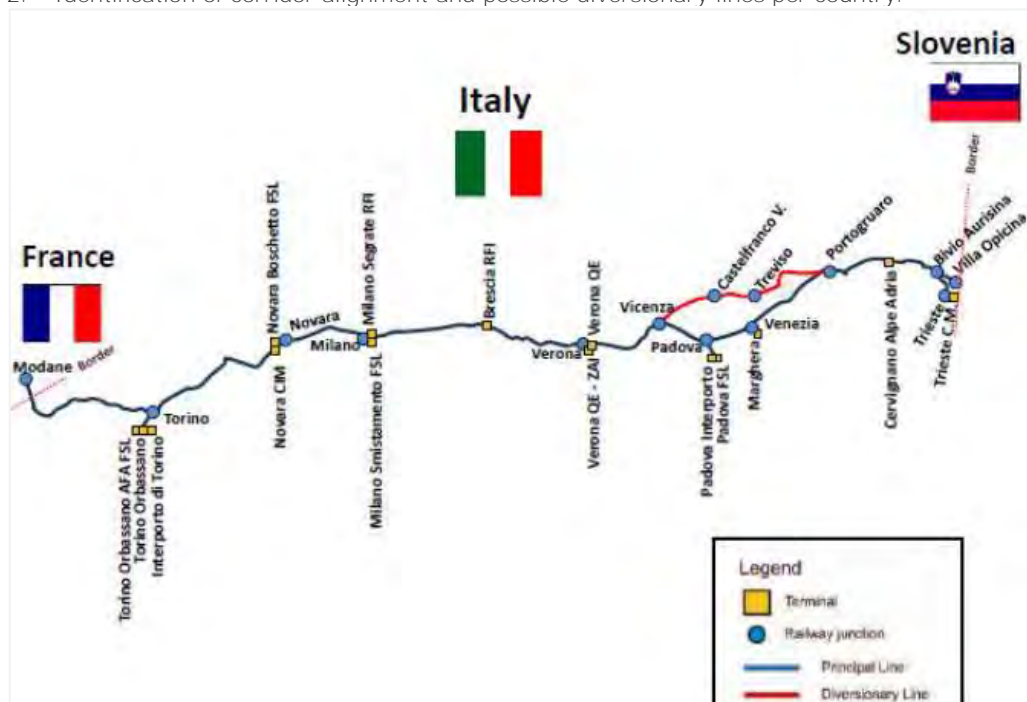 2. Identification of corridor alignment and possible diversionary lines per country.
Slovenia
Italy
Border
France
Modane
Border
Torino
Torino Orbassano AFA FSL
Torino Orbassano
Interporto di Torino
Novara Boschetto FSL
Novara
Novara CIM
Milano Segrate RFI
Milano
Milano Smistamento FSL
Brescia RFI
Verona QE
Verona
Verona QE - ZAI
Vicenza
Castelfranco V.
Treviso
Portogruaro
Padova
Padova Interporto
Padova FSL
Venezia
Marghera
Cervignano Alpe Adria
Bivio Aurisina
Villa Opicina
Trieste
Trieste C. M.
Legend
Terminal
Railway junction
Principal Line
Diversionary Line